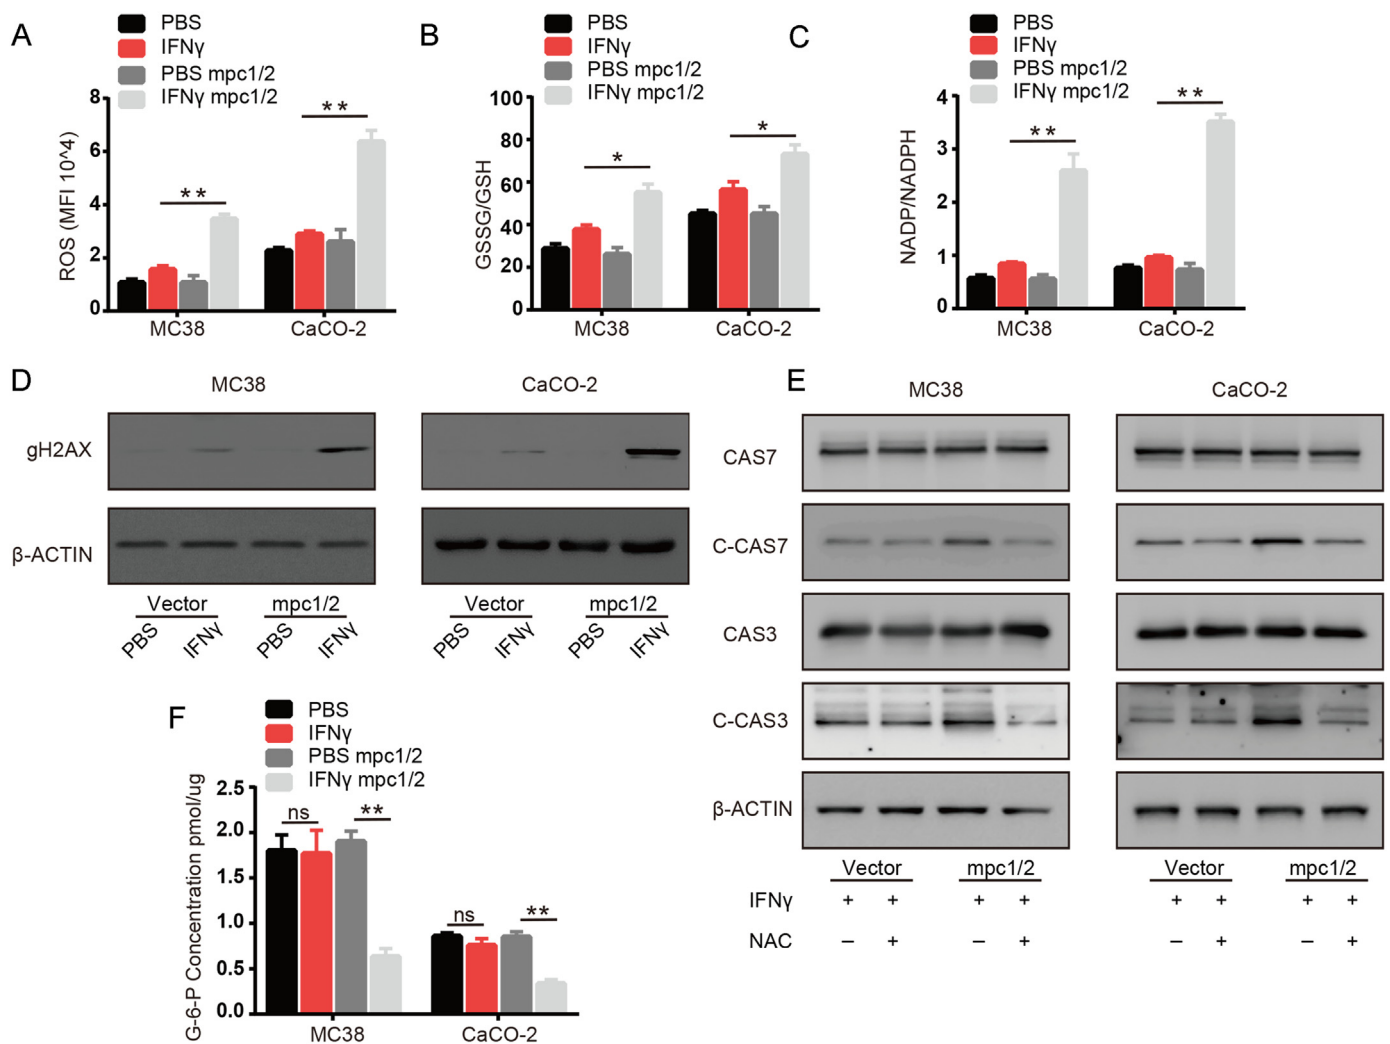 A
PBS
IFNγ
PBS mpc1/2
IFNγ mpc1/2
ROS (MFI 10^4)
8
6
4
2
0
**
**
MC38
CaCO-2
B
PBS
IFNγ
PBS mpc1/2
IFNγ mpc1/2
GSSG/GSH
100
80
60
40
20
0
*
*
MC38
CaCO-2
C
PBS
IFNγ
PBS mpc1/2
IFNγ mpc1/2
NADP/NADPH
4
3
2
1
0
**
**
MC38
CaCO-2
D
MC38
CaCO-2
gH2AX
β-ACTIN
Vector
mpc1/2
Vector
mpc1/2
PBS
IFNγ
PBS
IFNγ
PBS
IFNγ
PBS
IFNγ
E
MC38
CaCO-2
CAS7
C-CAS7
CAS3
C-CAS3
β-ACTIN
Vector
mpc1/2
Vector
mpc1/2
IFNγ + + + + + + + +
NAC – + – + – + – +
F
PBS
IFNγ
PBS mpc1/2
IFNγ mpc1/2
G-6-P Concentration pmol/ug
2.5
2.0
1.5
1.0
0.5
0.0
ns
**
ns
**
MC38
CaCO-2